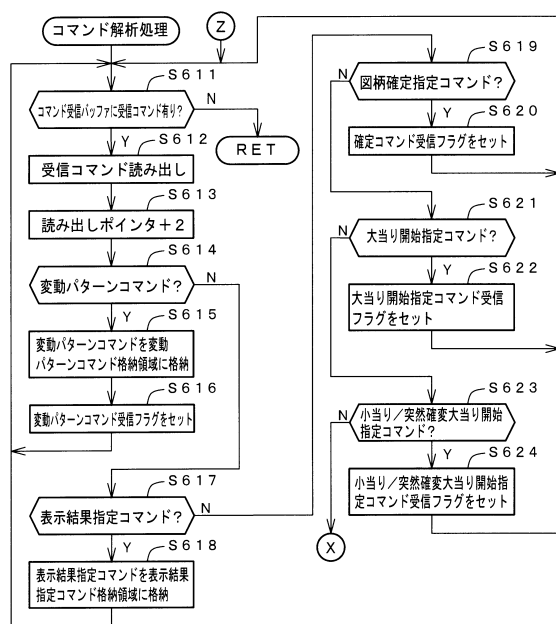 コマンド解析処理
Z
S611
コマンド受信バッファに受信コマンド有り?
N
Y
RET
S612
受信コマンド読み出し
S613
読み出しポインタ+2
S614
変動パターンコマンド?
N
Y
S615
変動パターンコマンドを変動
パターンコマンド格納領域に格納
S616
変動パターンコマンド受信フラグをセット
S617
表示結果指定コマンド?
N
Y
S618
表示結果指定コマンドを表示結果
指定コマンド格納領域に格納
S619
N
図柄確定指定コマンド?
Y
S620
確定コマンド受信フラグをセット
S621
N
大当り開始指定コマンド?
Y
S622
大当り開始指定コマンド受信
フラグをセット
S623
N
小当り/突然確変大当り開始
指定コマンド?
Y
S624
小当り/突然確変大当り開始指
定コマンド受信フラグをセット
X